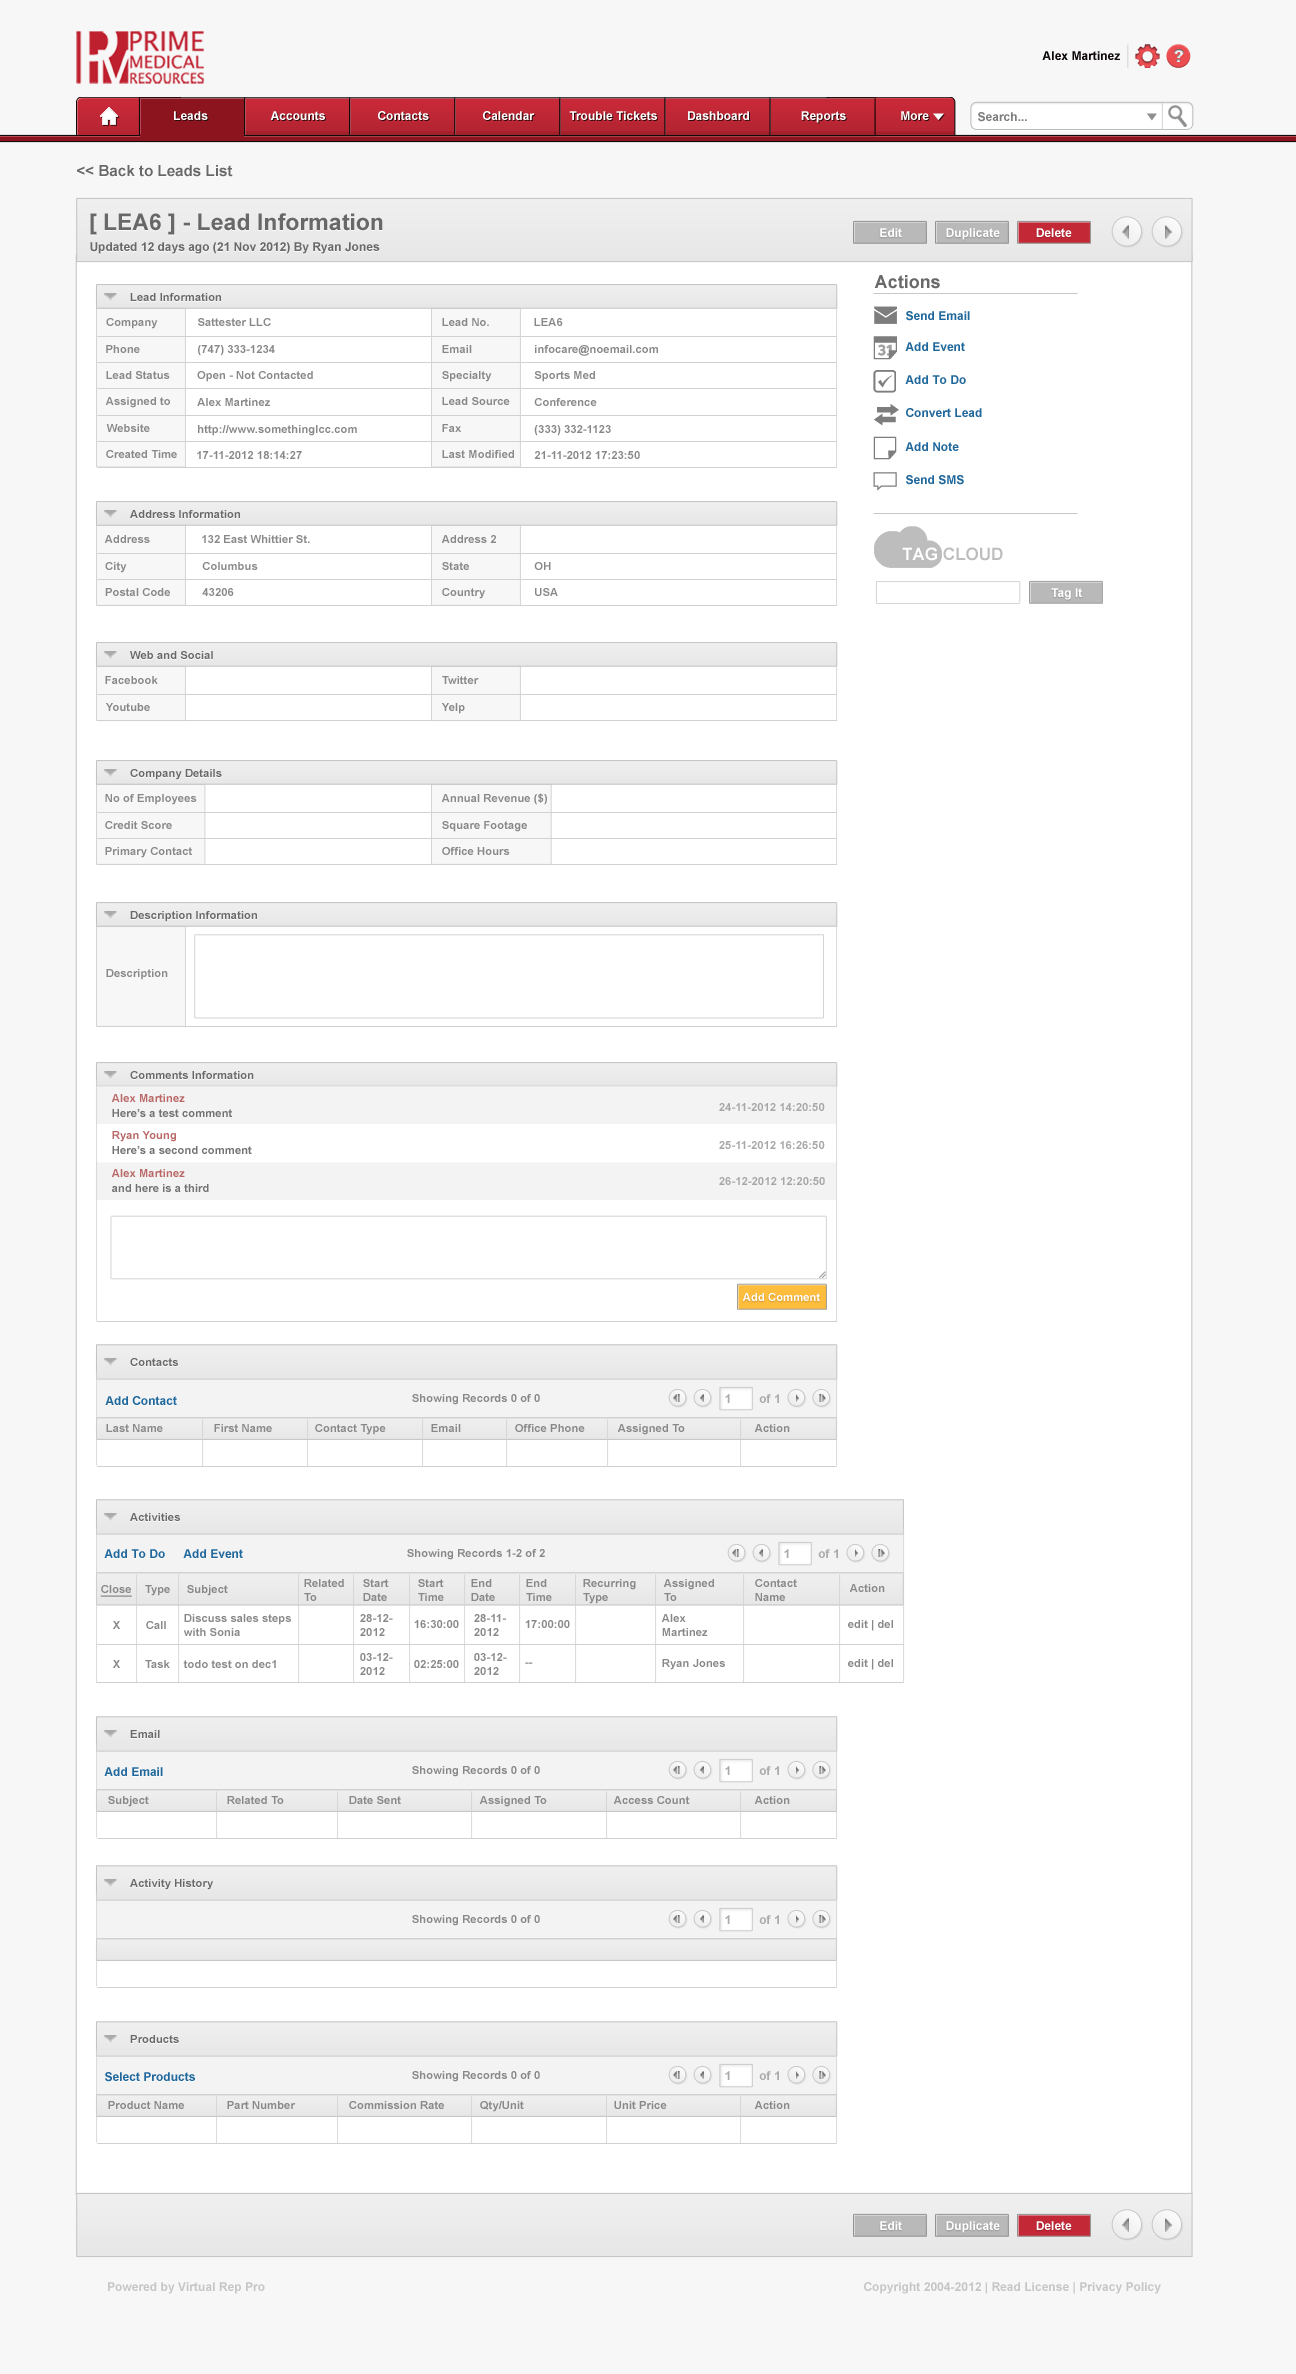 PRIME
MEDICAL
RESOURCES
Alex Martinez
?
Leads Accounts Contacts Calendar Trouble Tickets Dashboard Reports More
Search...
<< Back to Leads List
[ LEA6 ] - Lead Information
Updated 12 days ago (21 Nov 2012) By Ryan Jones
Edit Duplicate Delete
Lead Information
Company Sattester LLC Lead No. LEA6
Phone (747) 333-1234 Email infocare@noemail.com
Lead Status Open - Not Contacted Specialty Sports Med
Assigned to Alex Martinez Lead Source Conference
Website http://www.somethinglcc.com Fax (333) 332-1123
Created Time 17-11-2012 18:14:27 Last Modified 21-11-2012 17:23:50
Actions
Send Email
31 Add Event
Add To Do
Convert Lead
Add Note
Send SMS
TAG CLOUD
Tag It
Address Information
Address 132 East Whittier St. Address 2
City Columbus State OH
Postal Code 43206 Country USA
Web and Social
Facebook Twitter
Youtube Yelp
Company Details
No of Employees Annual Revenue ($)
Credit Score Square Footage
Primary Contact Office Hours
Description Information
Description
Comments Information
Alex Martinez
Here's a test comment 24-11-2012 14:20:50
Ryan Young
Here's a second comment 25-11-2012 16:26:50
Alex Martinez
and here is a third 26-12-2012 12:20:50
Add Comment
Contacts
Add Contact Showing Records 0 of 0 1 of 1
Last Name First Name Contact Type Email Office Phone Assigned To Action
Activities
Add To Do Add Event Showing Records 1-2 of 2 1 of 1
Close Type Subject Related To Start Date Start Time End Date End Time Recurring Type Assigned To Contact Name Action
X Call Discuss sales steps with Sonia 28-12-2012 16:30:00 28-11-2012 17:00:00 Alex Martinez edit | del
X Task todo test on dec1 03-12-2012 02:25:00 03-12-2012 -- Ryan Jones edit | del
Email
Add Email Showing Records 0 of 0 1 of 1
Subject Related To Date Sent Assigned To Access Count Action
Activity History
Showing Records 0 of 0 1 of 1
Products
Select Products Showing Records 0 of 0 1 of 1
Product Name Part Number Commission Rate Qty/Unit Unit Price Action
Edit Duplicate Delete
Powered by Virtual Rep Pro Copyright 2004-2012 | Read License | Privacy Policy